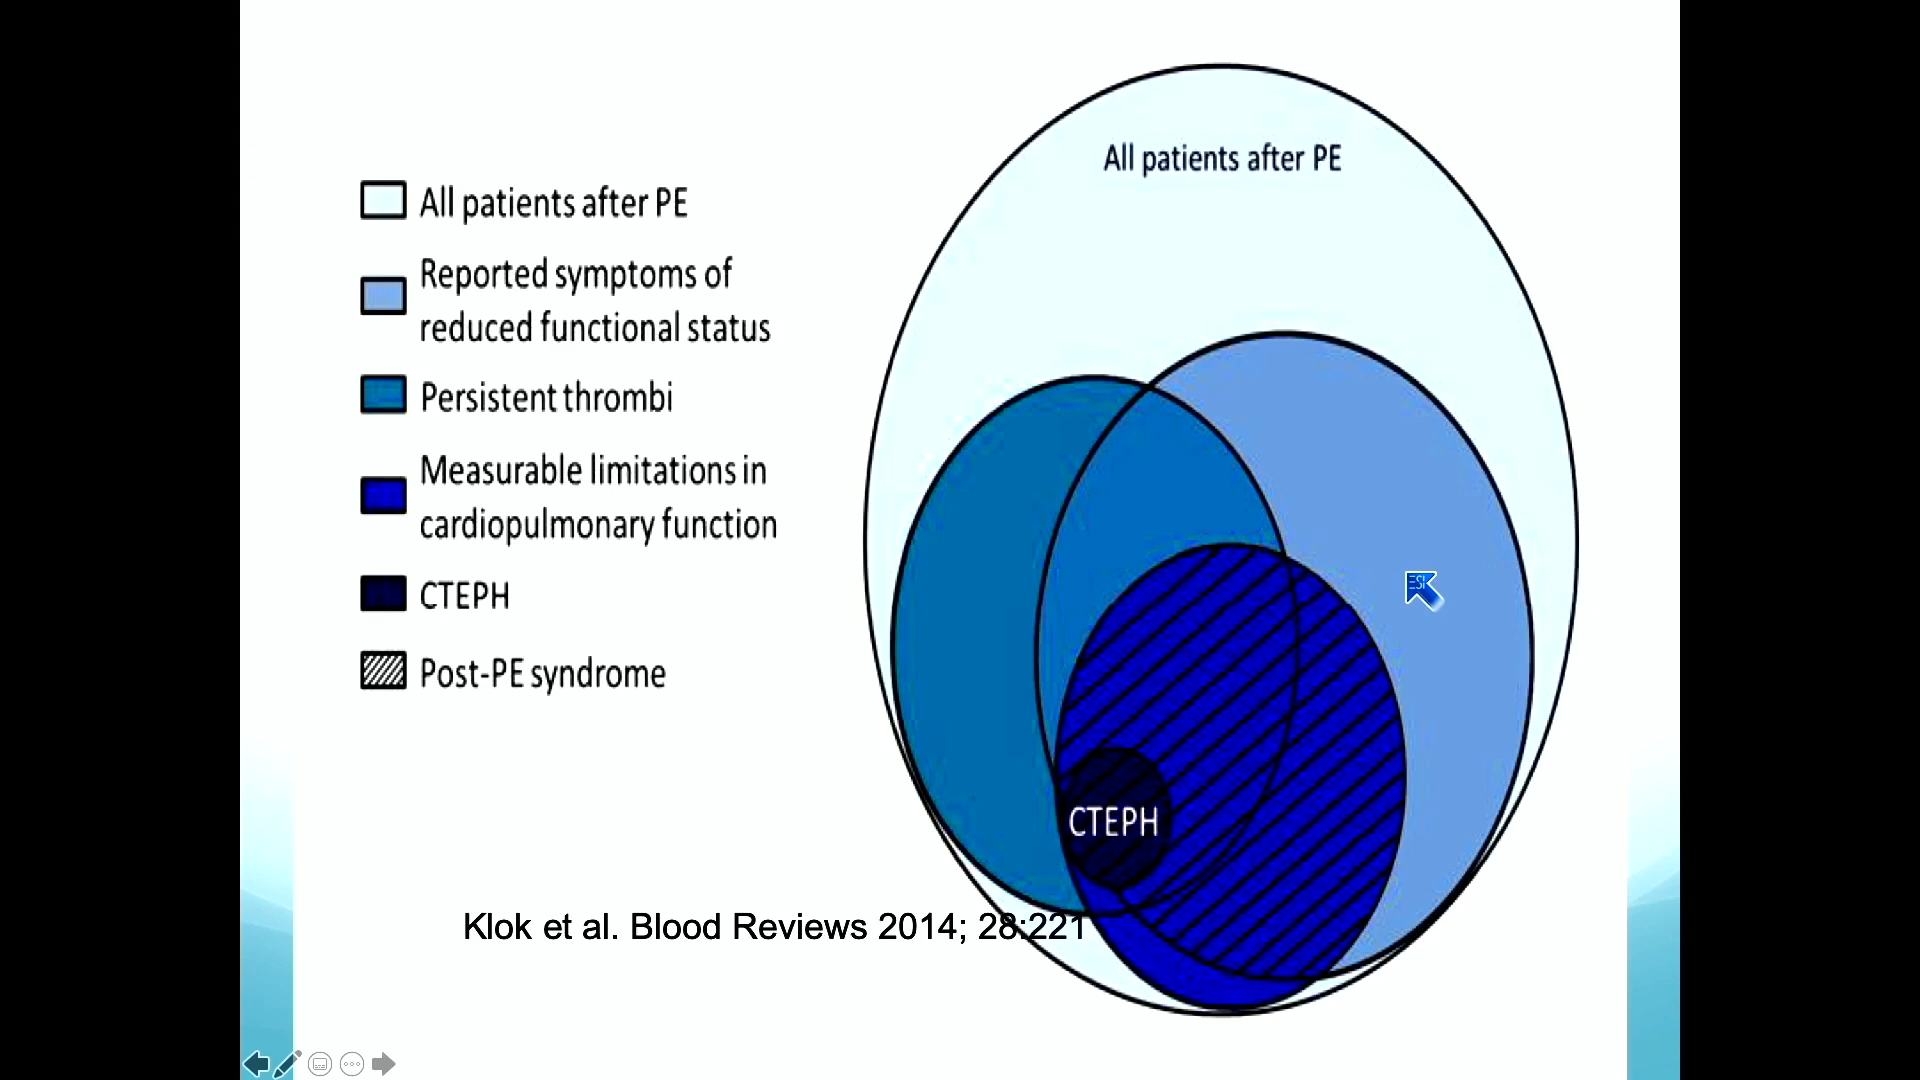 All patients after PE
All patients after PE
Reported symptoms of
reduced functional status
Persistent thrombi
Measurable limitations in
cardiopulmonary function
CTEPH
Post-PE syndrome
ESI
CTEPH
Klok et al. Blood Reviews 2014; 28:221